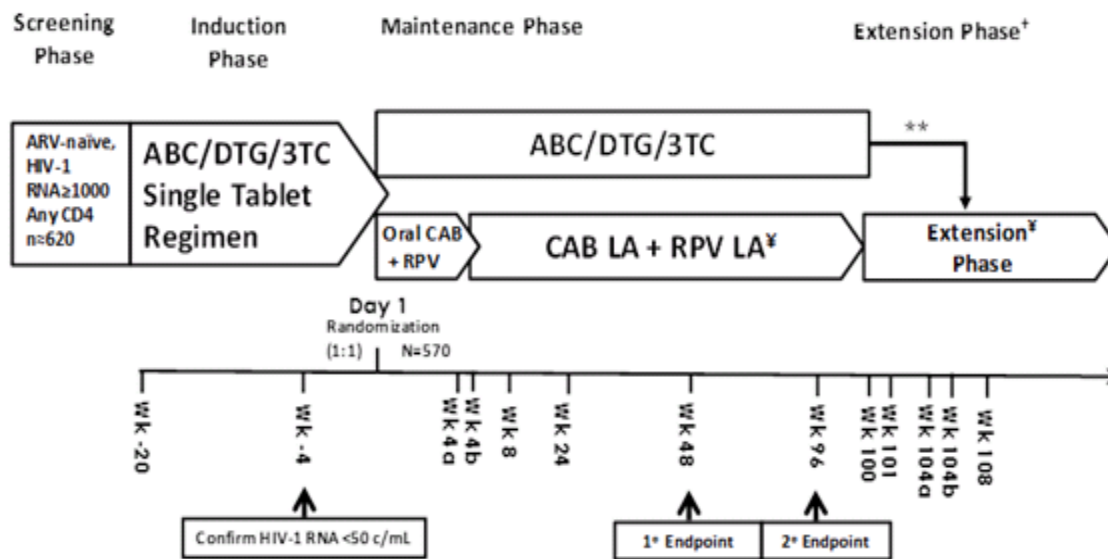 Screening
Phase
Induction
Phase
Maintenance Phase
Extension Phase†
ARV-naïve,
HIV-1
RNA≥1000
Any CD4
n≈620
ABC/DTG/3TC
Single Tablet
Regimen
ABC/DTG/3TC
**
Oral CAB
+ RPV
CAB LA + RPV LA¥
Extension¥
Phase
Day 1
Randomization
(1:1) N=570
Wk -20
Wk -4
Wk 4a
Wk 4b
Wk 8
Wk 24
Wk 48
Wk 96
Wk 100
Wk 101
Wk 104a
Wk 104b
Wk 108
Confirm HIV-1 RNA <50 c/mL
1° Endpoint
2° Endpoint